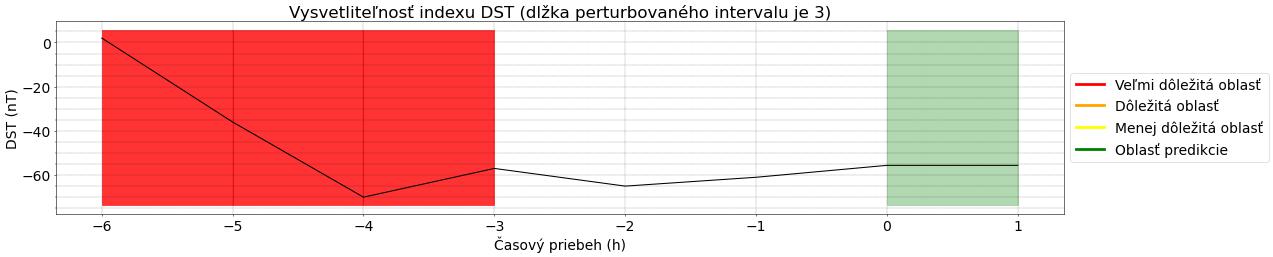 Vysvetliteľnosť indexu DST (dĺžka perturbovaného intervalu je 3)
DST (nT)
0
−20
−40
−60
−6 −5 −4 −3 −2 −1 0 1
Časový priebeh (h)
Veľmi dôležitá oblasť
Dôležitá oblasť
Menej dôležitá oblasť
Oblasť predikcie